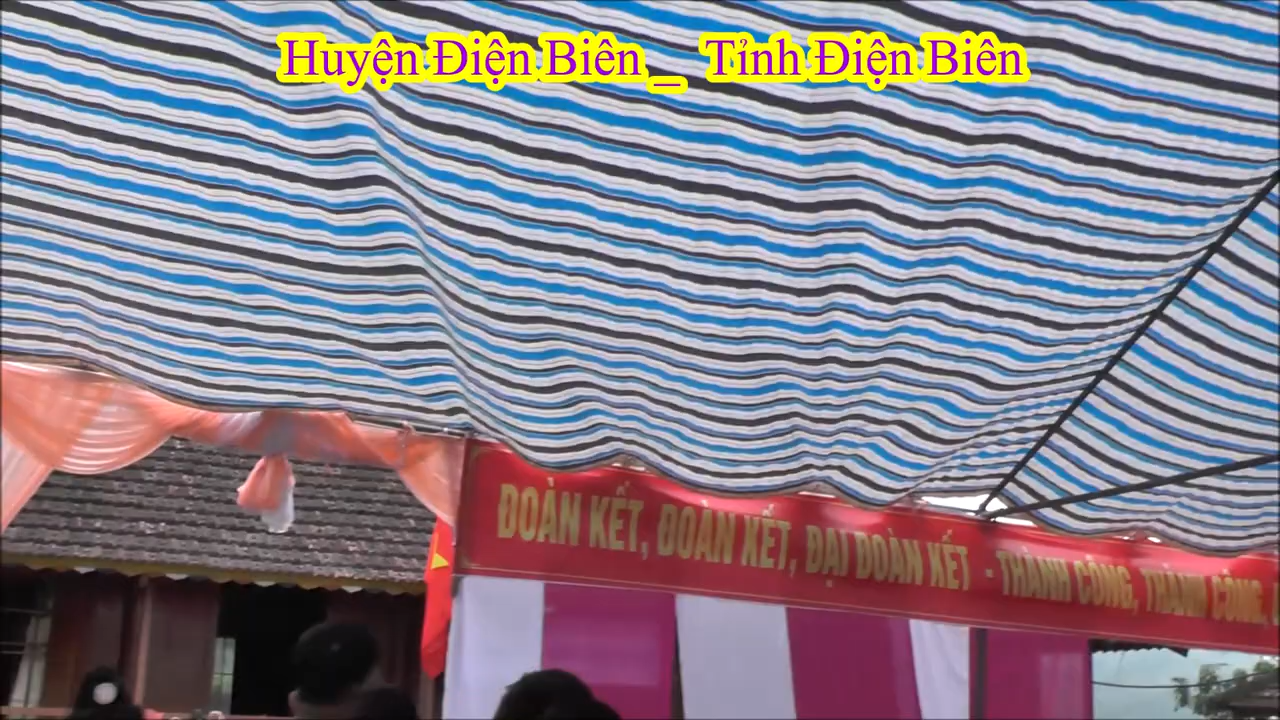 Huyện Điện Biên _ Tỉnh Điện Biên
ĐOÀN KẾT, ĐOÀN KẾT, ĐẠI ĐOÀN KẾT - THÀNH CÔNG, THÀNH CÔNG,